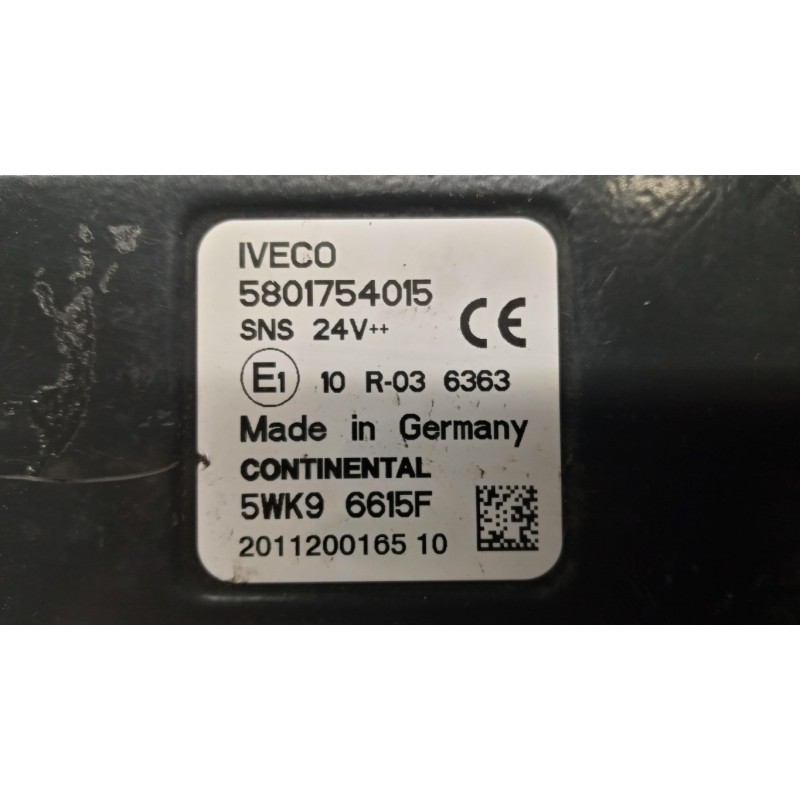 IVECO
5801754015
SNS 24V++
CE
E1 10 R-03 6363
Made in Germany
CONTINENTAL
5WK9 6615F
2011200165 10